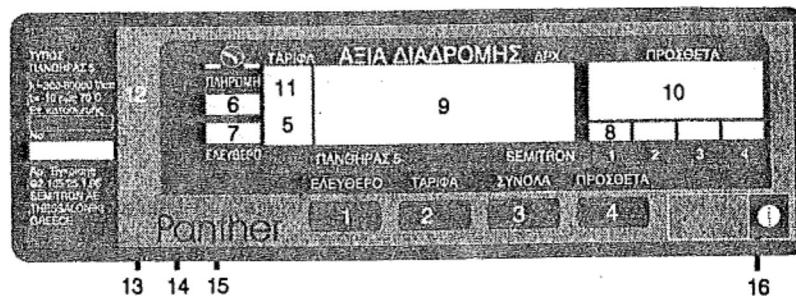 ΤΥΠΟΣ
ΠΑΝΘΗΡΑΣ 5
Νο
SEMITRON AE
THESSALONIKI
GREECE
12
ΤΑΡΙΦΑ ΑΞΙΑ ΔΙΑΔΡΟΜΗΣ ΔΡΧ ΠΡΟΣΘΕΤΑ
ΠΛΗΡΩΜΗ
6
7
ΕΛΕΥΘΕΡΟ
11
5
9
10
8
1 2 3 4
ΠΑΝΘΗΡΑΣ 5 SEMITRON
ΕΛΕΥΘΕΡΟ ΤΑΡΙΦΑ ΣΥΝΟΛΑ ΠΡΟΣΘΕΤΑ
1 2 3 4
Panther
13 14 15 16